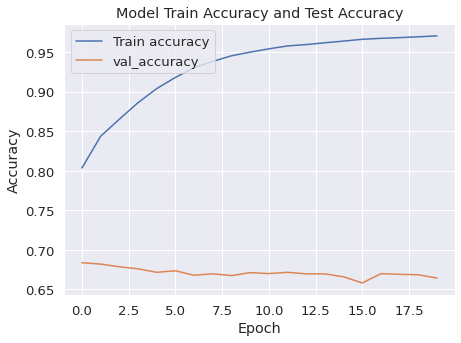 Model Train Accuracy and Test Accuracy
Train accuracy
val_accuracy
Accuracy
0.95
0.90
0.85
0.80
0.75
0.70
0.65
0.0 2.5 5.0 7.5 10.0 12.5 15.0 17.5
Epoch